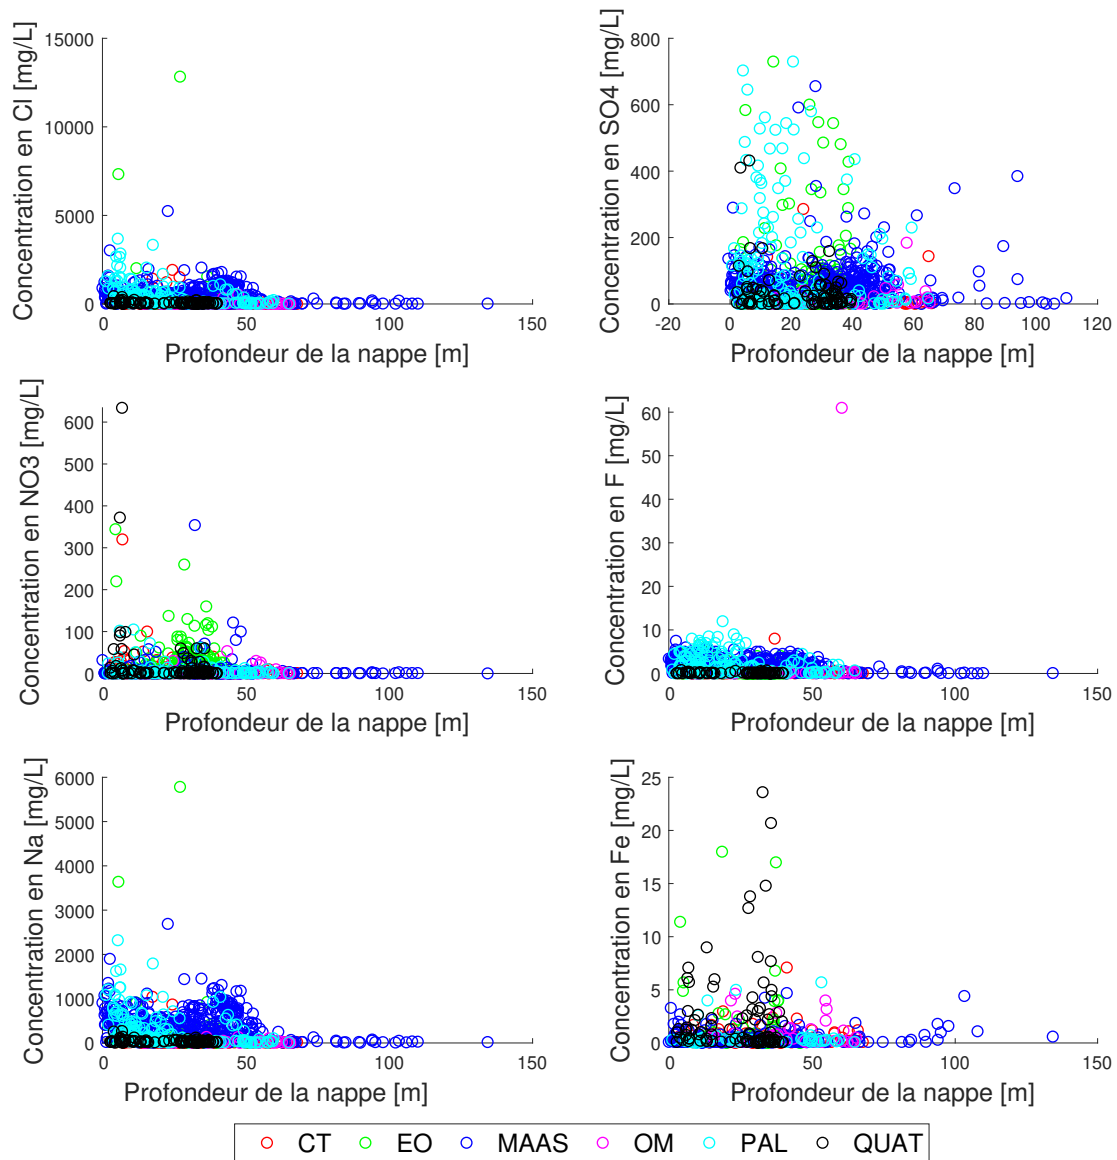 Concentration en Cl [mg/L]
15000
10000
5000
0
0 50 100 150
Profondeur de la nappe [m]
Concentration en SO4 [mg/L]
800
600
400
200
0
-20 0 20 40 60 80 100 120
Profondeur de la nappe [m]
Concentration en NO3 [mg/L]
600
500
400
300
200
100
0
0 50 100 150
Profondeur de la nappe [m]
Concentration en F [mg/L]
60
50
40
30
20
10
0
0 50 100 150
Profondeur de la nappe [m]
Concentration en Na [mg/L]
6000
5000
4000
3000
2000
1000
0
0 50 100 150
Profondeur de la nappe [m]
Concentration en Fe [mg/L]
25
20
15
10
5
0
0 50 100 150
Profondeur de la nappe [m]
CT EO MAAS OM PAL QUAT